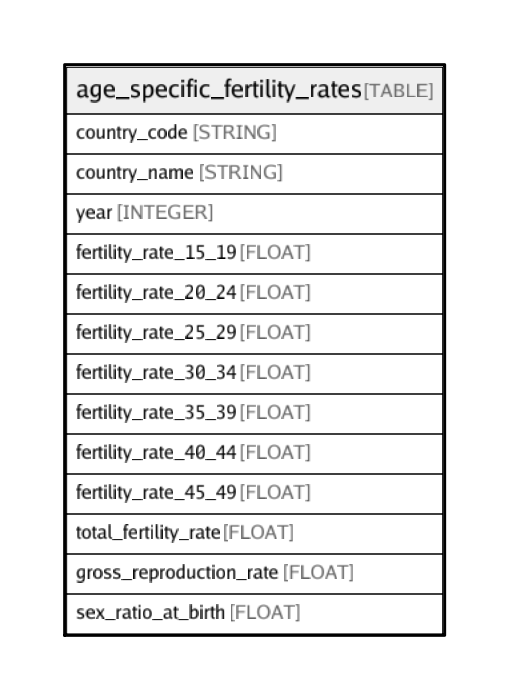 age_specific_fertility_rates [TABLE]
country_code [STRING]
country_name [STRING]
year [INTEGER]
fertility_rate_15_19 [FLOAT]
fertility_rate_20_24 [FLOAT]
fertility_rate_25_29 [FLOAT]
fertility_rate_30_34 [FLOAT]
fertility_rate_35_39 [FLOAT]
fertility_rate_40_44 [FLOAT]
fertility_rate_45_49 [FLOAT]
total_fertility_rate [FLOAT]
gross_reproduction_rate [FLOAT]
sex_ratio_at_birth [FLOAT]